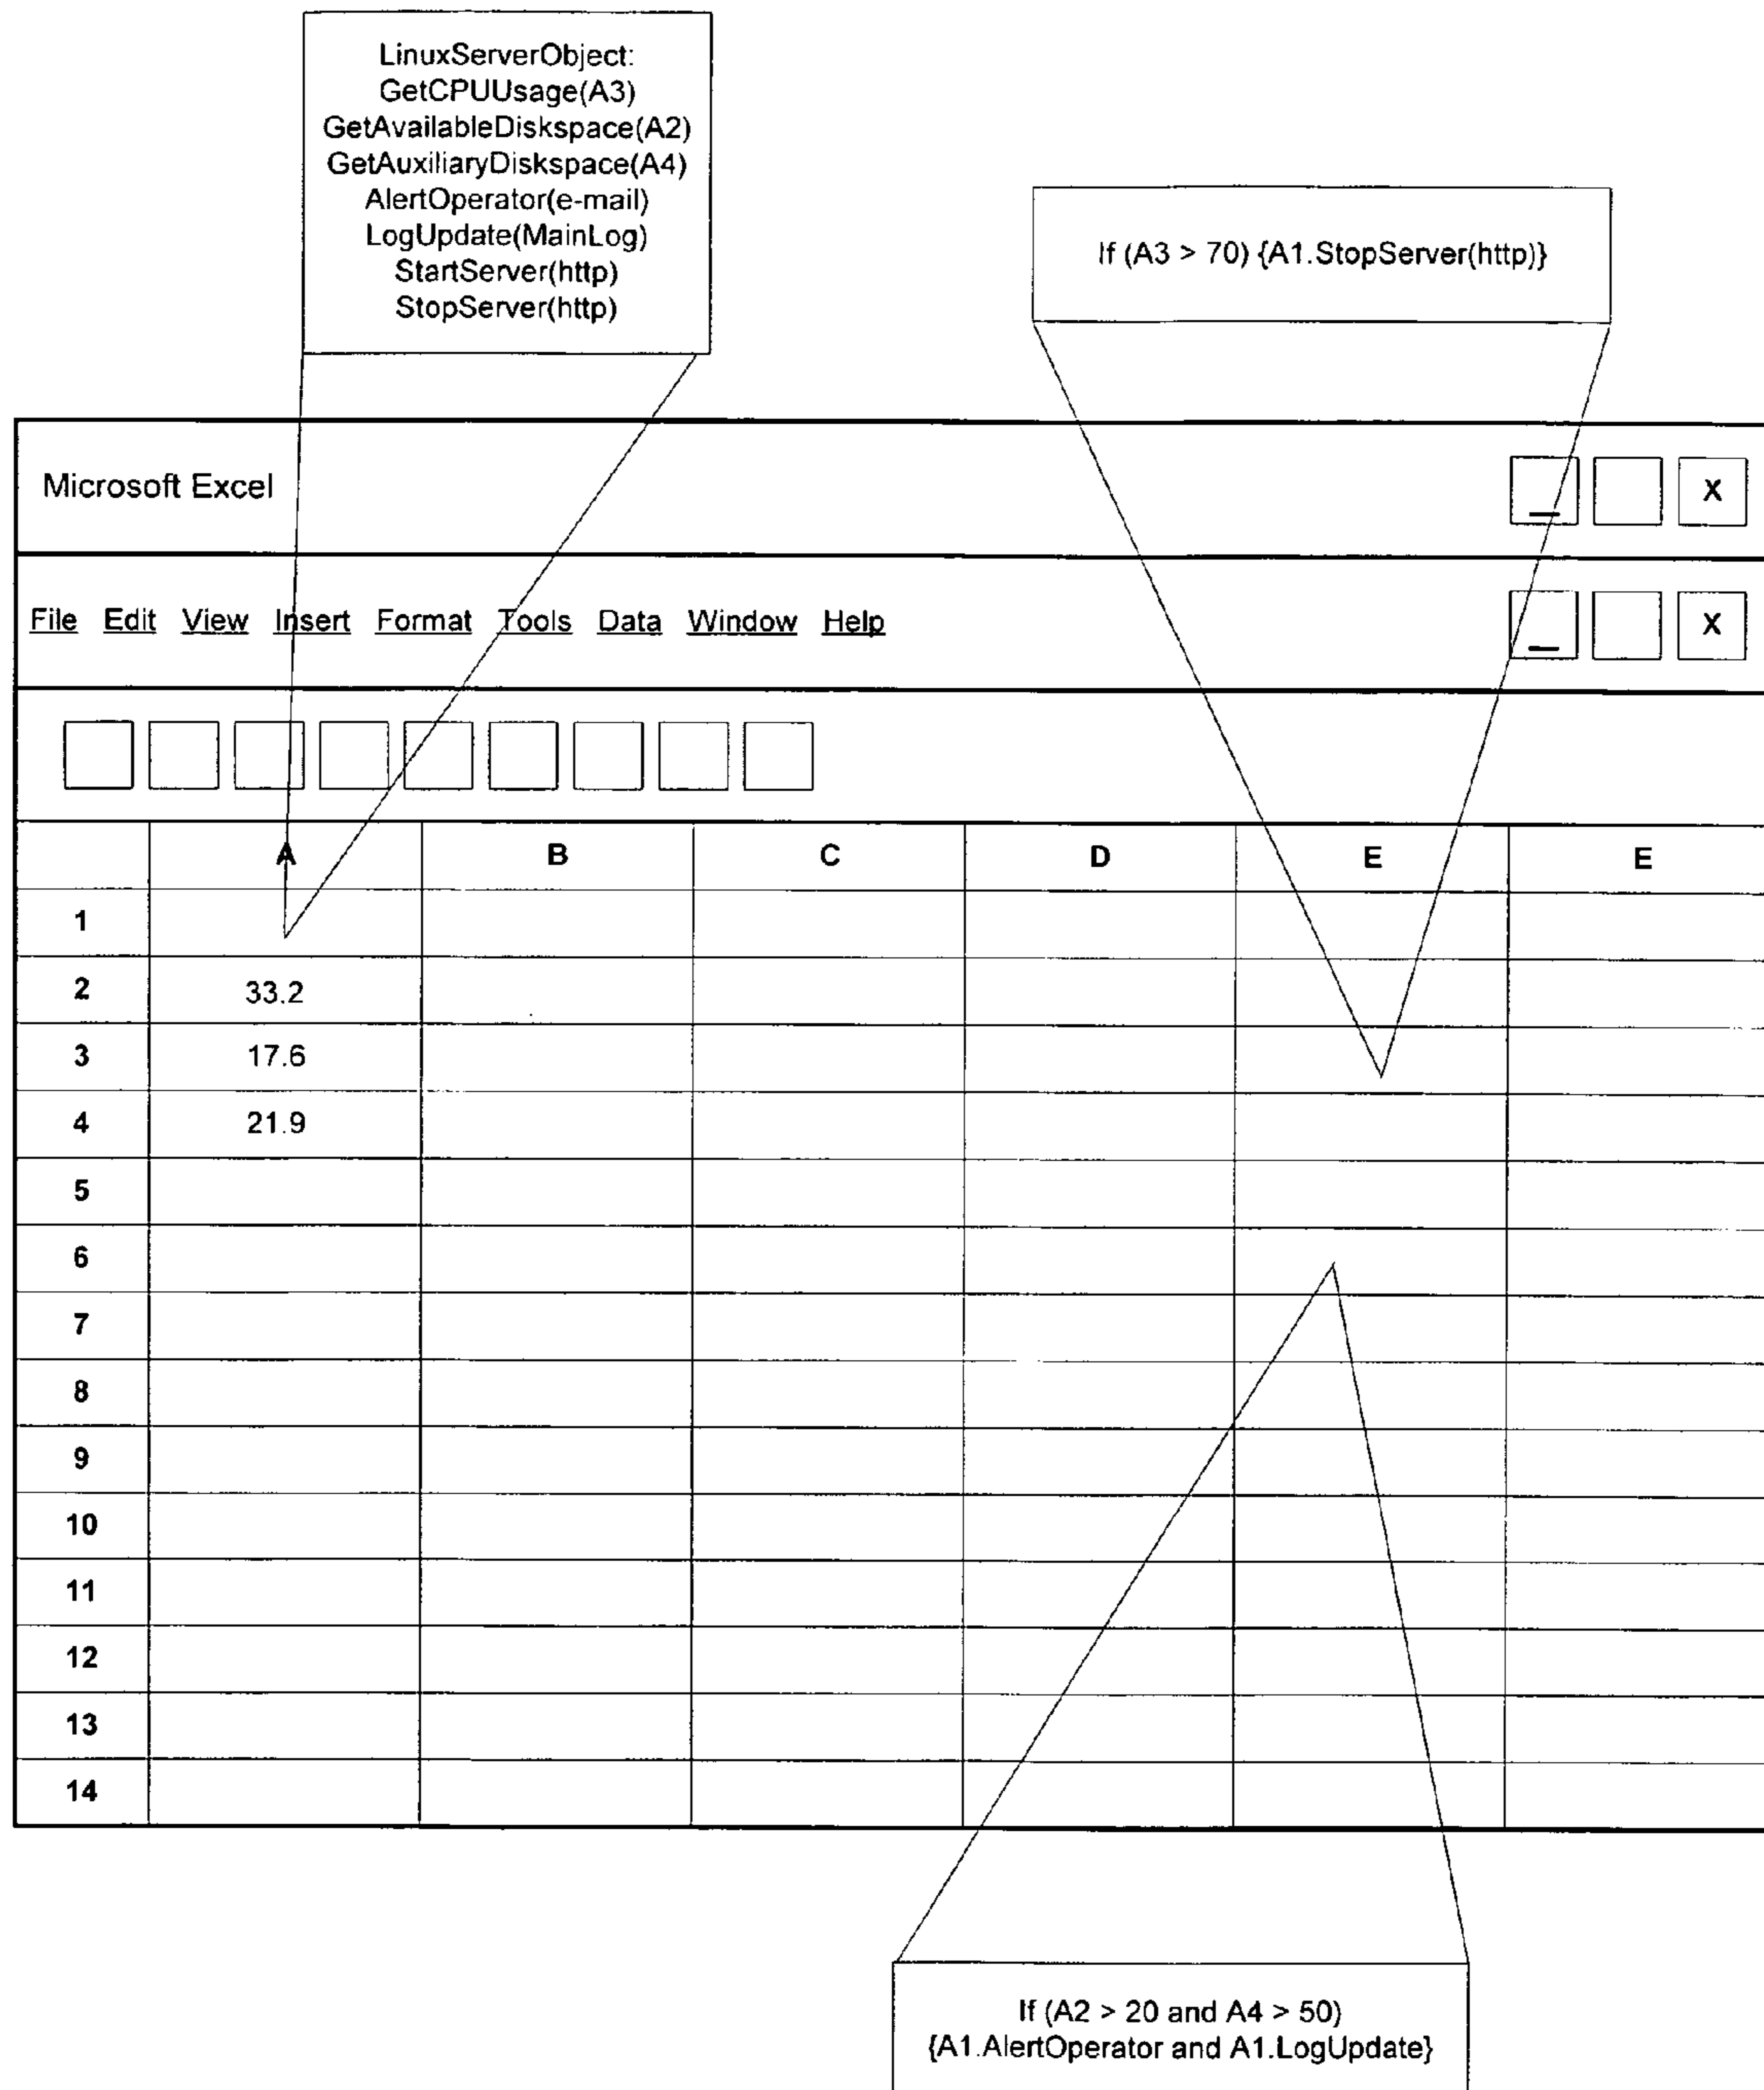 LinuxServerObject:
GetCPUUsage(A3)
GetAvailableDiskspace(A2)
GetAuxiliaryDiskspace(A4)
AlertOperator(e-mail)
LogUpdate(MainLog)
StartServer(http)
StopServer(http)
If (A3 > 70) {A1.StopServer(http)}
Microsoft Excel
_ X
File Edit View Insert Format Tools Data Window Help
_ X
A B C D E E
1
2 33.2
3 17.6
4 21.9
5
6
7
8
9
10
11
12
13
14
If (A2 > 20 and A4 > 50)
{A1.AlertOperator and A1.LogUpdate}